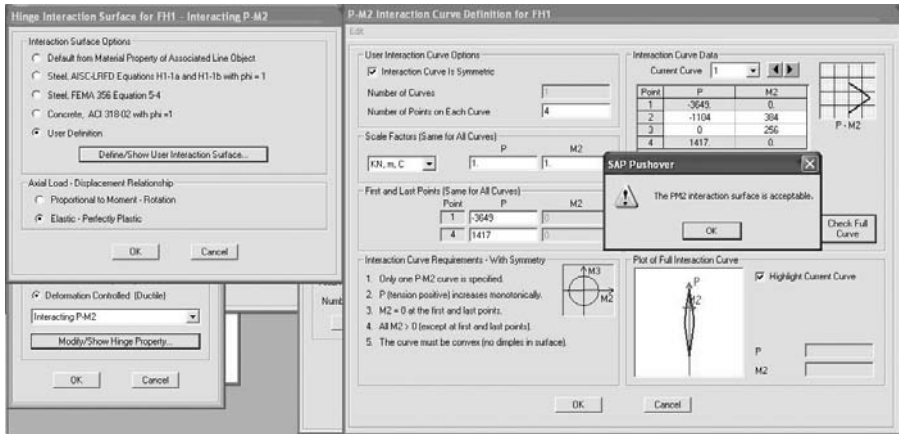 Hinge Interaction Surface for FH1 - Interacting P-M2
Interaction Surface Options
Default from Material Property of Associated Line Object
Steel, AISC-LRFD Equations H1-1a and H1-1b with phi = 1
Steel, FEMA 356 Equation 5-4
Concrete, ACI 318-02 with phi =1
User Definition
Define/Show User Interaction Surface...
Axial Load - Displacement Relationship
Proportional to Moment - Rotation
Elastic - Perfectly Plastic
OK Cancel
Deformation Controlled (Ductile)
Interacting P-M2
Modify/Show Hinge Property...
OK Cancel
Numb
P-M2 Interaction Curve Definition for FH1
Edit
User Interaction Curve Options
Interaction Curve Is Symmetric
Number of Curves 1
Number of Points on Each Curve 4
Scale Factors (Same for All Curves)
P M2
KN, m, C 1. 1.
First and Last Points (Same for All Curves)
Point P M2
1 -3649 0
4 1417 0
Interaction Curve Requirements - With Symmetry
1. Only one P-M2 curve is specified.
2. P (tension positive) increases monotonically.
3. M2 = 0 at the first and last points.
4. All M2 > 0 (except at first and last points).
5. The curve must be convex (no dimples in surface).
M3
M2
Interaction Curve Data
Current Curve 1
Point P M2
1 -3649. 0.
2 -1104 384
3 0 256
4 1417. 0.
P - M2
SAP Pushover
The PM2 interaction surface is acceptable.
OK
Check Full
Curve
Plot of Full Interaction Curve
P
M2
Highlight Current Curve
P
M2
OK Cancel